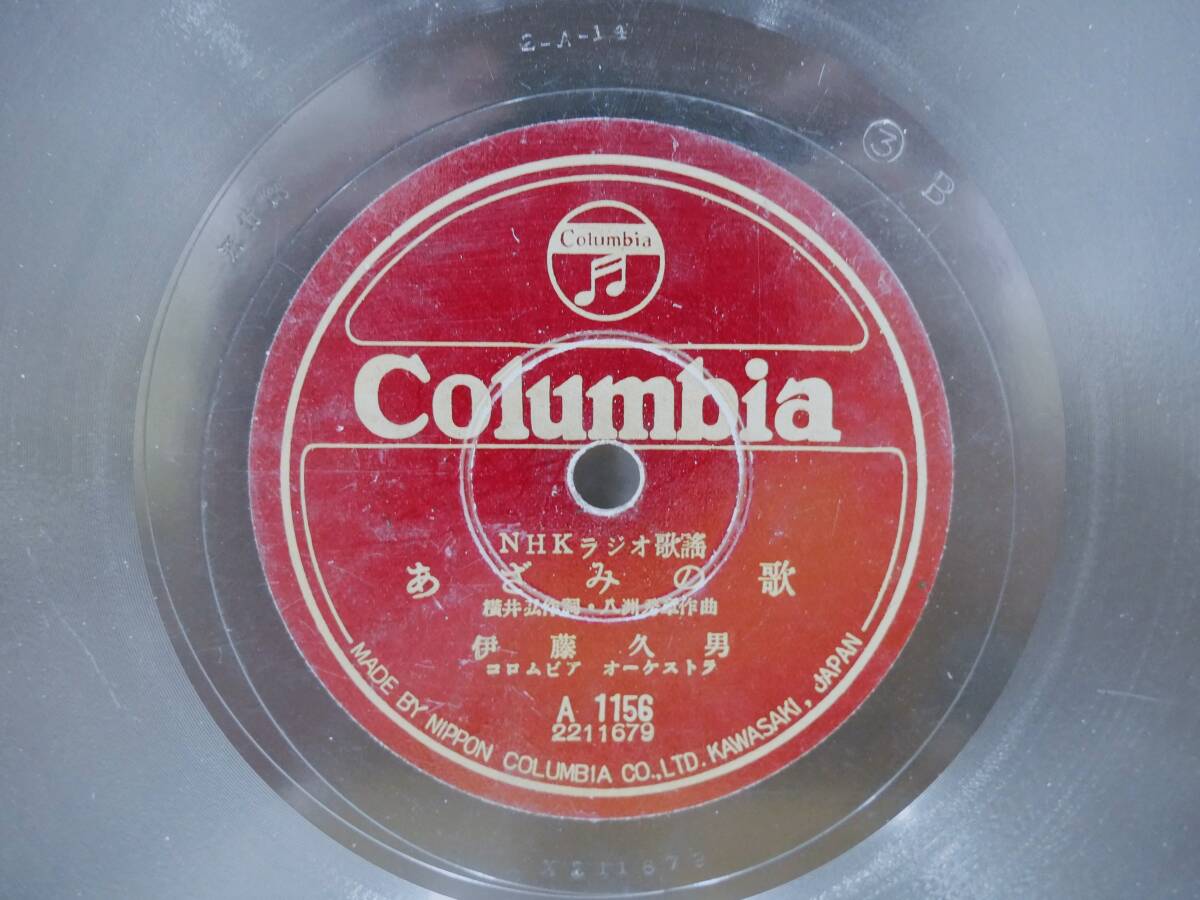 2-A-14
3 B
Columbia
Columbia
NHKラジオ歌謡
あざみの歌
横井弘作詞・八洲秀章作曲
伊藤久男
コロムビア オーケストラ
A 1156
2211679
MADE BY NIPPON COLUMBIA CO.,LTD. KAWASAKI, JAPAN